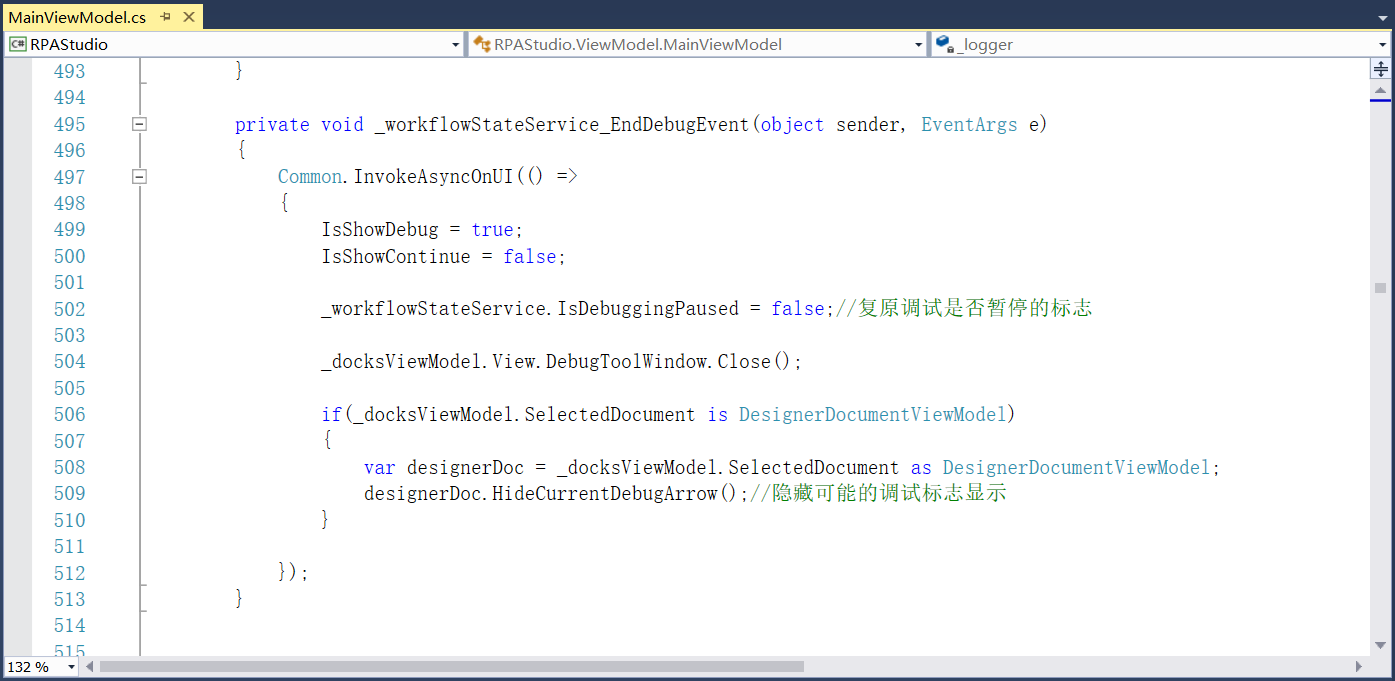 MainViewModel.cs
C# RPAStudio RPAStudio.ViewModel.MainViewModel _logger
493 }
494
495 private void _workflowStateService_EndDebugEvent(object sender, EventArgs e)
496 {
497 Common.InvokeAsyncOnUI(() =>
498 {
499 IsShowDebug = true;
500 IsShowContinue = false;
501
502 _workflowStateService.IsDebuggingPaused = false;//复原调试是否暂停的标志
503
504 _docksViewModel.View.DebugToolWindow.Close();
505
506 if(_docksViewModel.SelectedDocument is DesignerDocumentViewModel)
507 {
508 var designerDoc = _docksViewModel.SelectedDocument as DesignerDocumentViewModel;
509 designerDoc.HideCurrentDebugArrow();//隐藏可能的调试标志显示
510 }
511
512 });
513 }
514
515
132 %